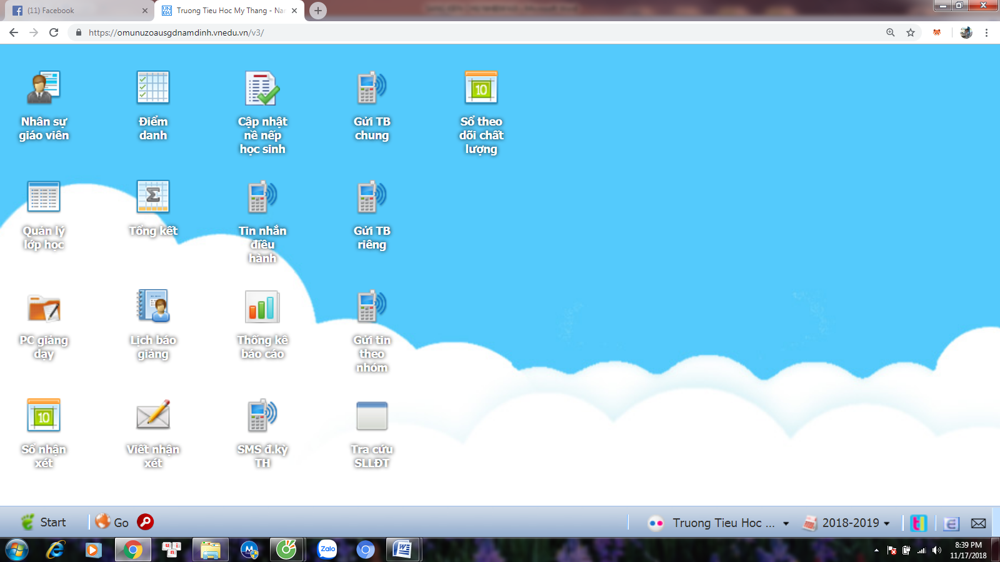 (11) Facebook
Truong Tieu Hoc My Thang - Nar
https://omunuzoausgdnamdinh.vnedu.vn/v3/
Nhân sự
giáo viên
Điểm
danh
Cập nhật
nề nếp
học sinh
Gửi TB
chung
Sổ theo
dõi chất
lượng
Quản lý
lớp học
Tổng kết
Tin nhắn
điều
hành
Gửi TB
riêng
PC giảng
dạy
Lịch báo
giảng
Thống kê
báo cáo
Gửi tin
theo
nhóm
Sổ nhận
xét
Viết nhận
xét
SMS đ.kỳ
TH
Tra cứu
SLLĐT
Start
Go
Truong Tieu Hoc ...
2018-2019
Zalo
8:39 PM
11/17/2018